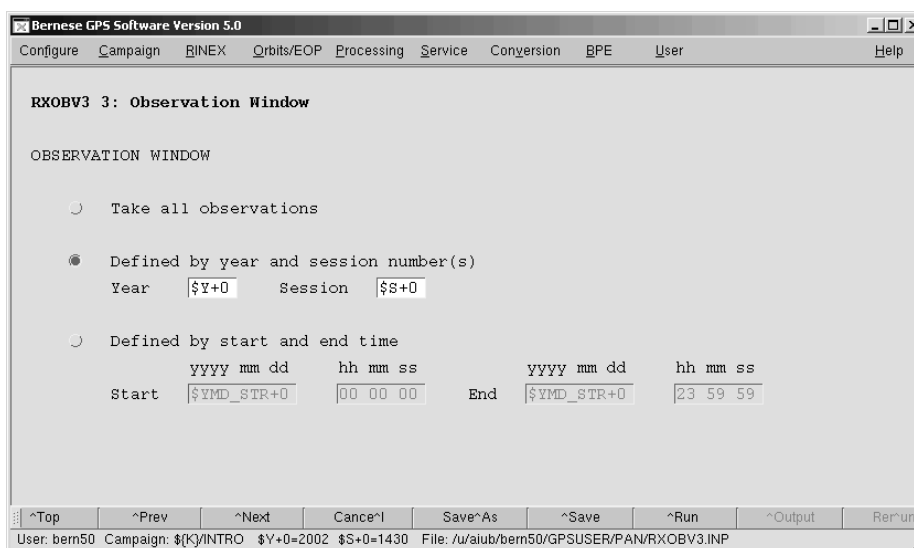 Bernese GPS Software Version 5.0
Configure Campaign RINEX Orbits/EOP Processing Service Conversion BPE User Help
RXOBV3 3: Observation Window
OBSERVATION WINDOW
Take all observations
Defined by year and session number(s)
Year $Y+0 Session $S+0
Defined by start and end time
yyyy mm dd hh mm ss yyyy mm dd hh mm ss
Start $YMD_STR+0 00 00 00 End $YMD_STR+0 23 59 59
^Top ^Prev ^Next Cance^l Save^As ^Save ^Run ^Output Rer^un
User: bern50 Campaign: ${K}/INTRO $Y+0=2002 $S+0=1430 File: /u/aiub/bern50/GPSUSER/PAN/RXOBV3.INP